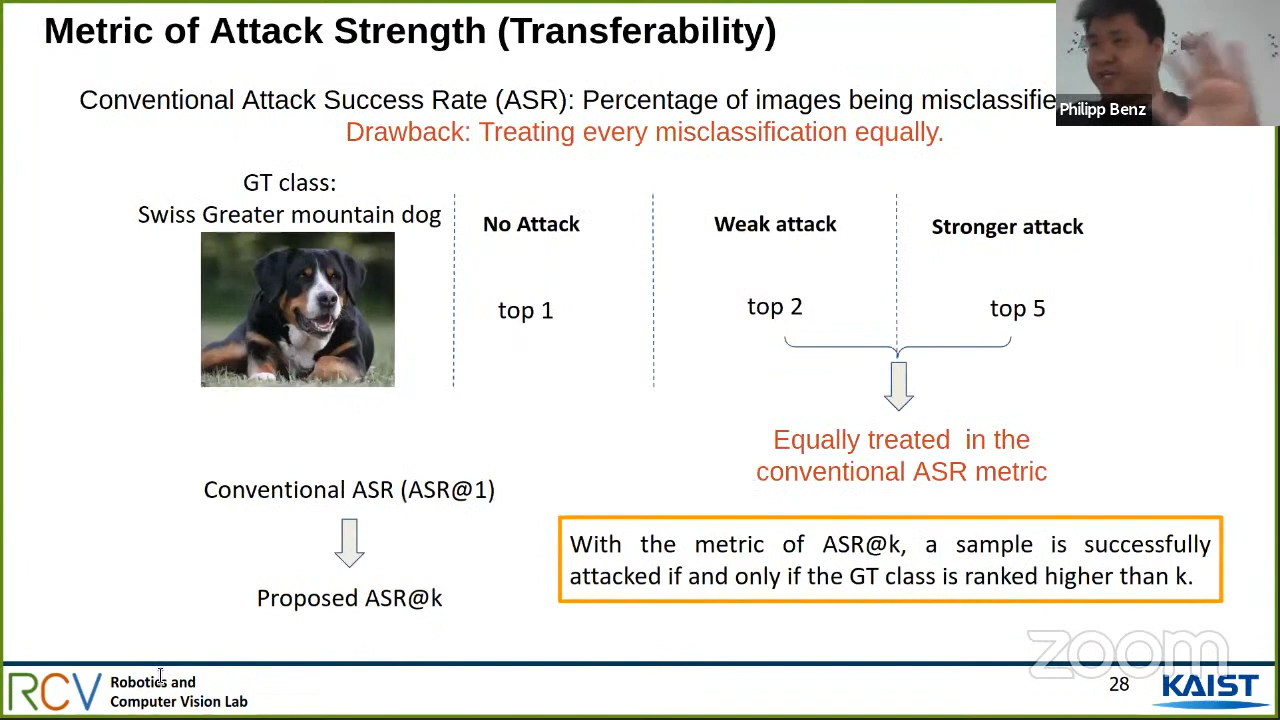 Metric of Attack Strength (Transferability)
Conventional Attack Success Rate (ASR): Percentage of images being
Drawback: Treating every misclassification equally.
Philipp Benz
GT class:
Swiss Greater mountain dog
No Attack
Weak attack
Stronger attack
top 1
top 2
top 5
Equally treated in the
conventional ASR metric
Conventional ASR (ASR@1)
Proposed ASR@k
With the metric of ASR@k, a sample is successfully
attacked if and only if the GT class is ranked higher than k.
zoom
RCV
Robotics and
Computer Vision Lab
28
KAIST